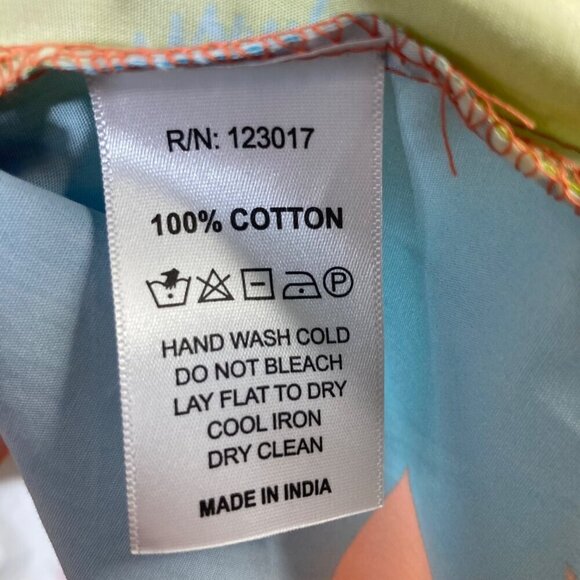 R/N: 123017
100% COTTON
P
HAND WASH COLD
DO NOT BLEACH
LAY FLAT TO DRY
COOL IRON
DRY CLEAN
MADE IN INDIA